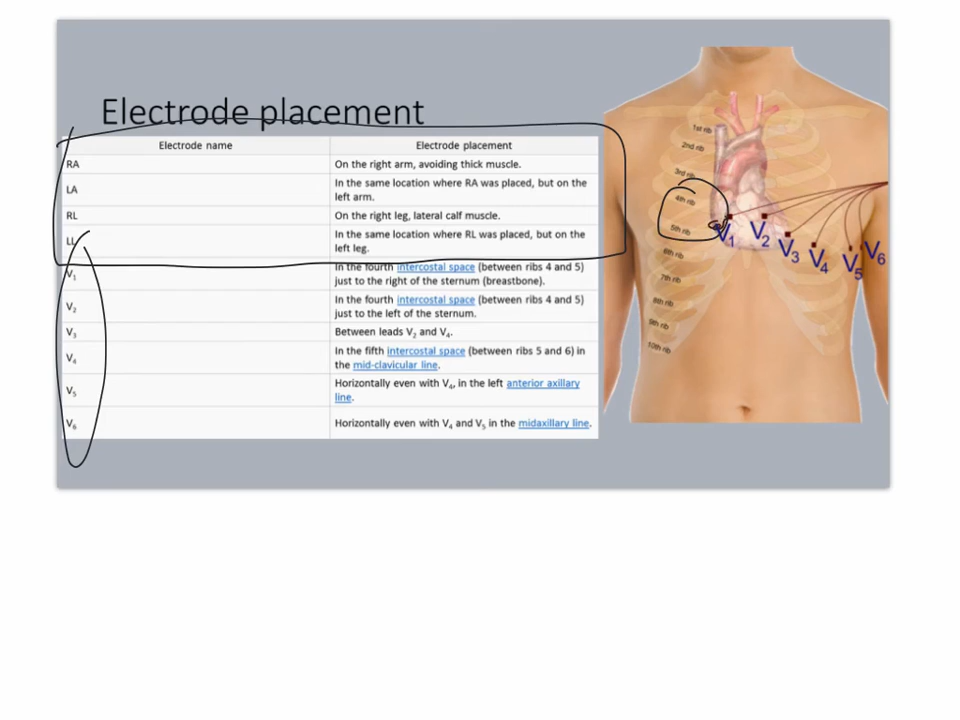 Electrode placement
Electrode name Electrode placement
RA On the right arm, avoiding thick muscle.
LA In the same location where RA was placed, but on the
left arm.
RL On the right leg, lateral calf muscle.
LL In the same location where RL was placed, but on the
left leg.
V1 In the fourth intercostal space (between ribs 4 and 5)
just to the right of the sternum (breastbone).
V2 In the fourth intercostal space (between ribs 4 and 5)
just to the left of the sternum.
V3 Between leads V2 and V4.
V4 In the fifth intercostal space (between ribs 5 and 6) in
the mid-clavicular line.
V5 Horizontally even with V4, in the left anterior axillary
line.
V6 Horizontally even with V4 and V5 in the midaxillary line.
1st rib
2nd rib
3rd rib
4th rib
5th rib
6th rib
7th rib
8th rib
9th rib
10th rib
V1 V2 V3 V4 V5 V6